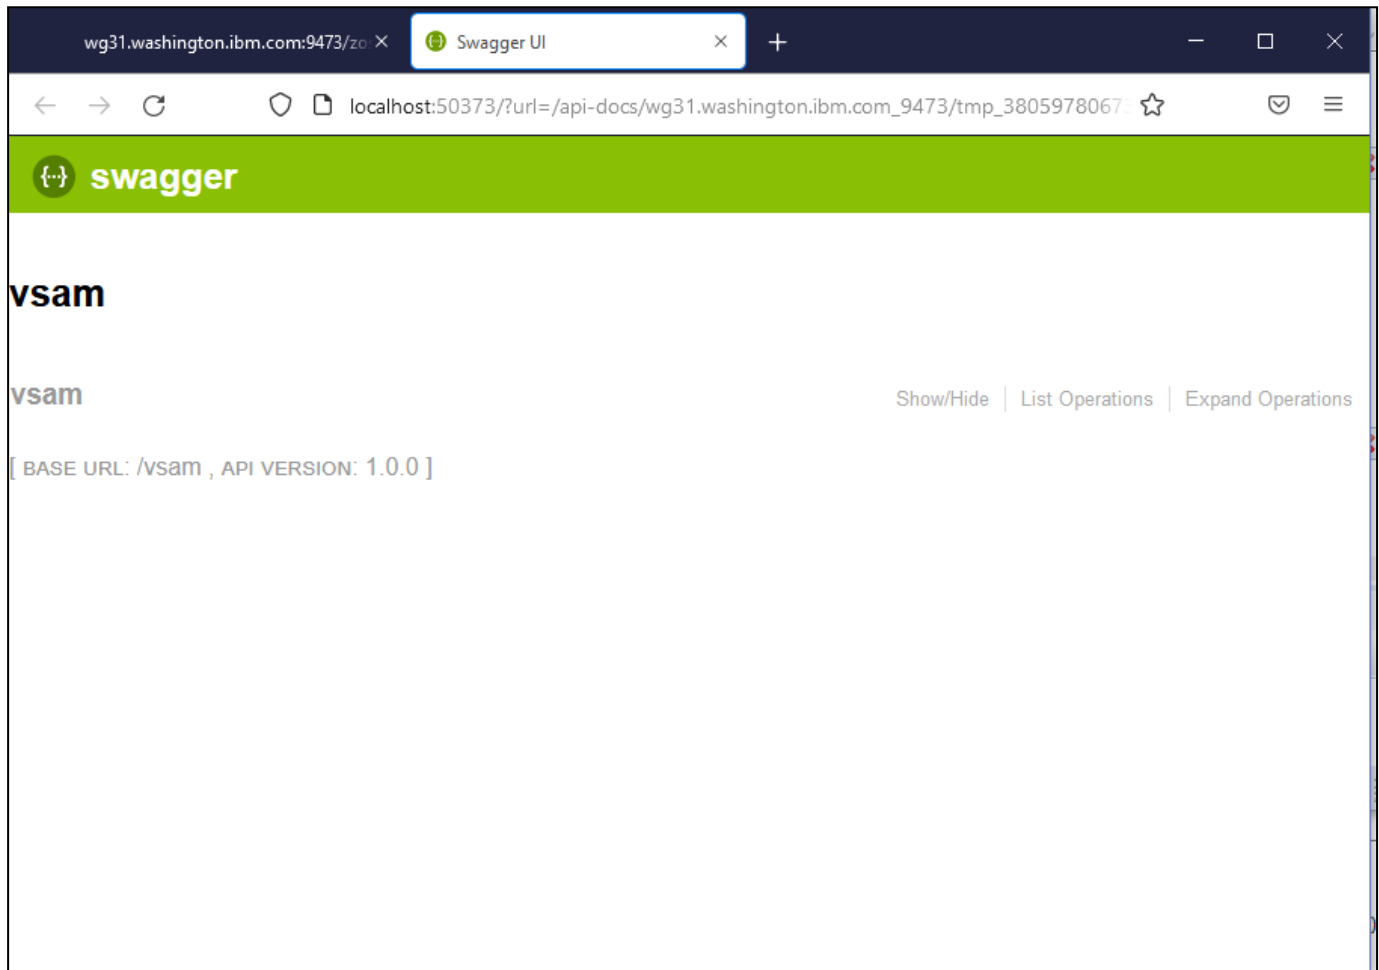 wg31.washington.ibm.com:9473/zo
Swagger UI
localhost:50373/?url=/api-docs/wg31.washington.ibm.com_9473/tmp_38059780673
swagger
vsam
vsam
Show/Hide
List Operations
Expand Operations
[ BASE URL: /vsam , API VERSION: 1.0.0 ]